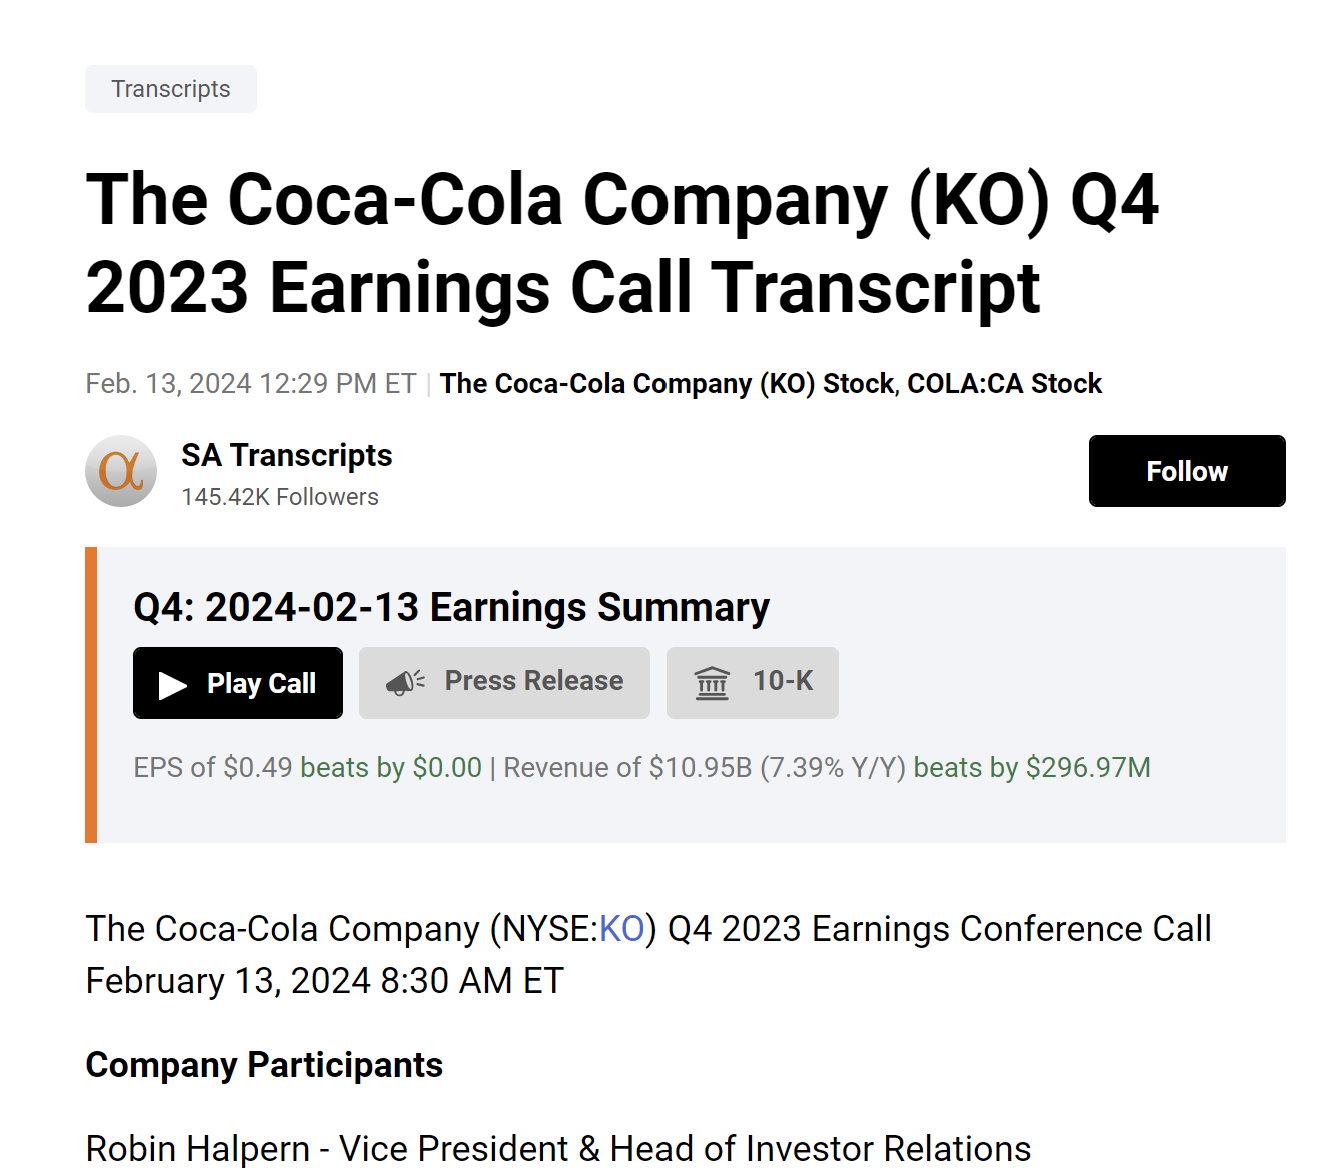 Transcripts
The Coca-Cola Company (KO) Q4
2023 Earnings Call Transcript
Feb. 13, 2024 12:29 PM ET | The Coca-Cola Company (KO) Stock, COLA:CA Stock
α
SA Transcripts
145.42K Followers
Follow
Q4: 2024-02-13 Earnings Summary
Play Call
Press Release
10-K
EPS of $0.49 beats by $0.00 | Revenue of $10.95B (7.39% Y/Y) beats by $296.97M
The Coca-Cola Company (NYSE:KO) Q4 2023 Earnings Conference Call
February 13, 2024 8:30 AM ET
Company Participants
Robin Halpern - Vice President & Head of Investor Relations